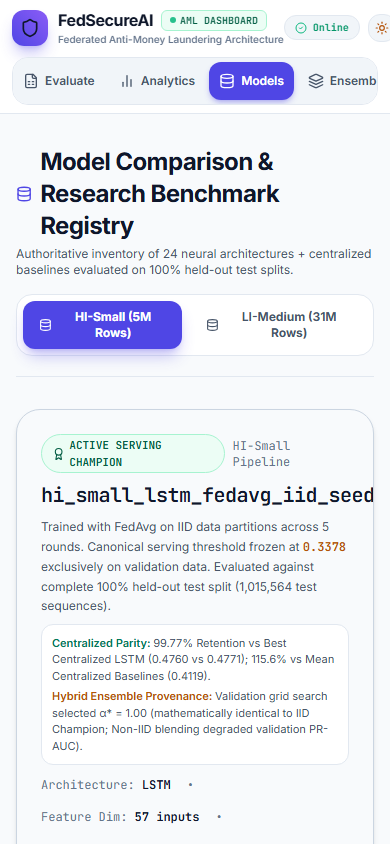 FedSecureAI AML DASHBOARD
Federated Anti-Money Laundering Architecture
Online
Evaluate Analytics Models Ensemb
Model Comparison &
Research Benchmark
Registry
Authoritative inventory of 24 neural architectures + centralized
baselines evaluated on 100% held-out test splits.
HI-Small (5M
Rows)
LI-Medium (31M
Rows)
ACTIVE SERVING
CHAMPION
HI-Small
Pipeline
hi_small_lstm_fedavg_iid_seed
Trained with FedAvg on IID data partitions across 5
rounds. Canonical serving threshold frozen at 0.3378
exclusively on validation data. Evaluated against
complete 100% held-out test split (1,015,564 test
sequences).
Centralized Parity: 99.77% Retention vs Best
Centralized LSTM (0.4760 vs 0.4771); 115.6% vs Mean
Centralized Baselines (0.4119).
Hybrid Ensemble Provenance: Validation grid search
selected α* = 1.00 (mathematically identical to IID
Champion; Non-IID blending degraded validation PR-
AUC).
Architecture: LSTM •
Feature Dim: 57 inputs •